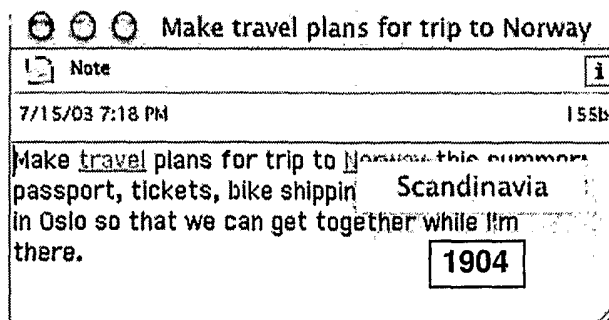 Make travel plans for trip to Norway
Note
i
7/15/03 7:18 PM 155b
Make travel plans for trip to Norway this summer:
passport, tickets, bike shippin
Scandinavia
in Oslo so that we can get together while I'm
there.
1904